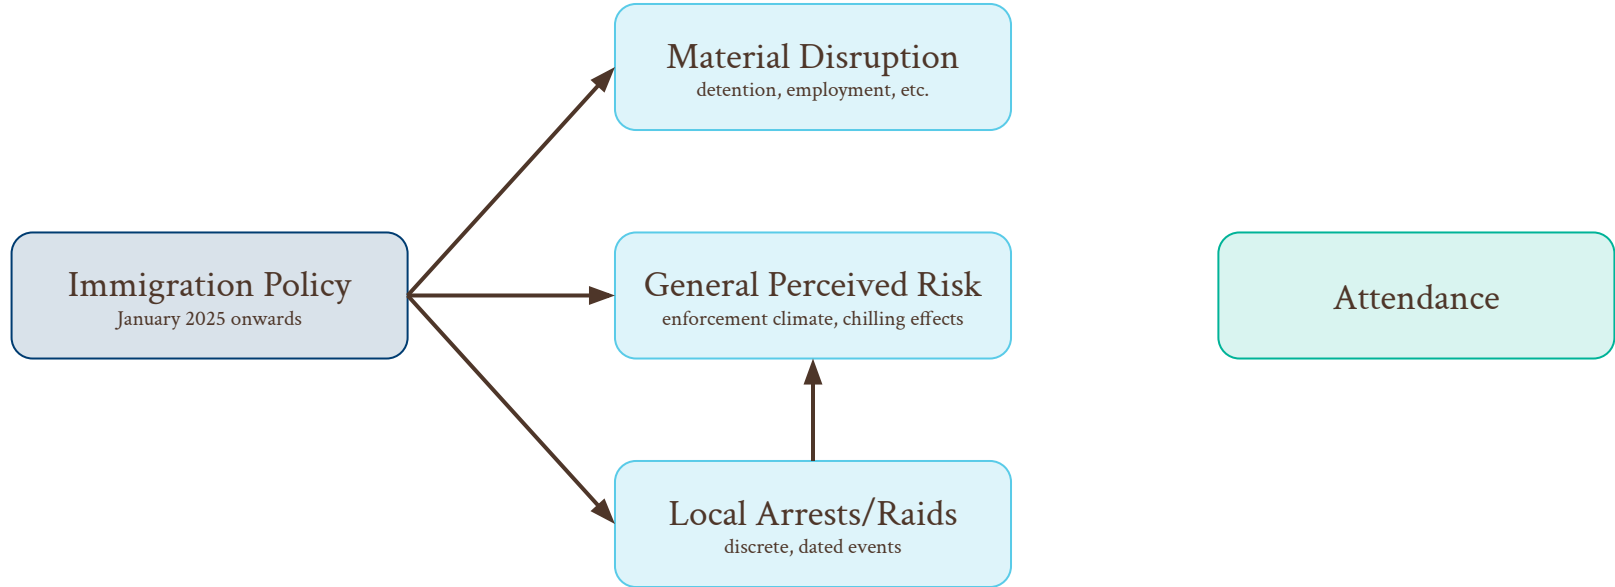 Material Disruption
detention, employment, etc.
Immigration Policy
January 2025 onwards
General Perceived Risk
enforcement climate, chilling effects
Attendance
Local Arrests/Raids
discrete, dated events